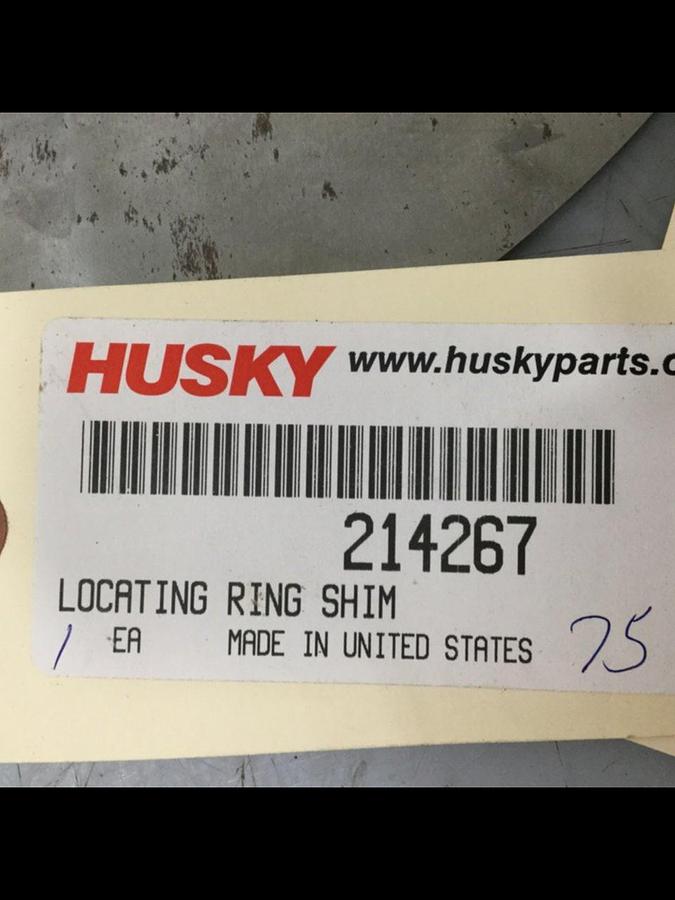 HUSKY www.huskyparts.c
214267
LOCATING RING SHIM
1 EA MADE IN UNITED STATES 75